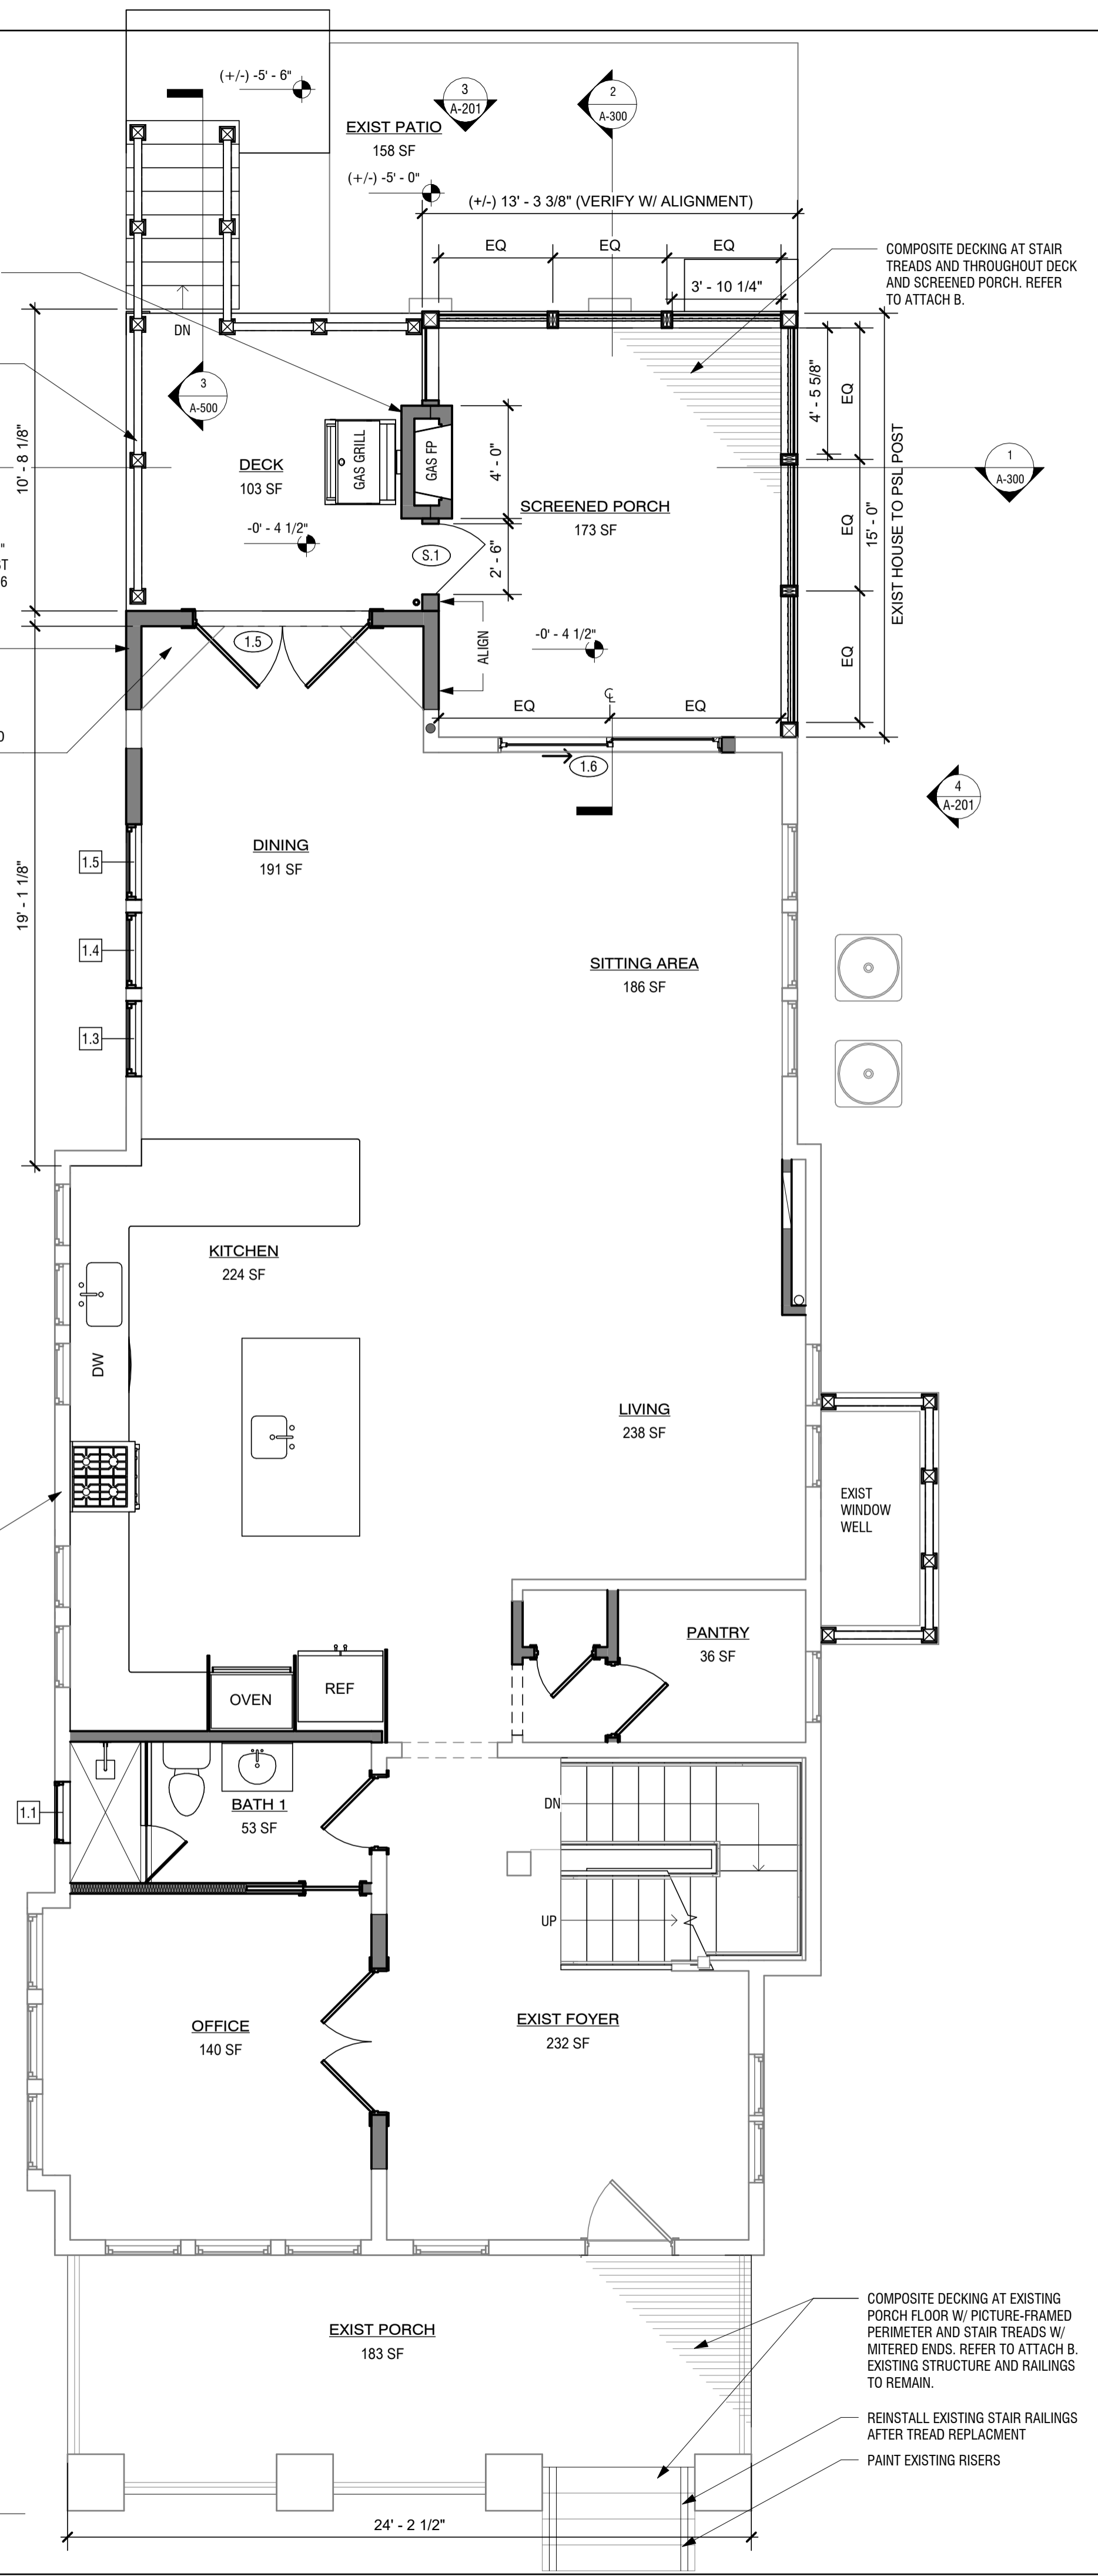 (+/-) -5' - 6"
3
A-201
2
A-300
EXIST PATIO
158 SF
(+/-) -5' - 0"
(+/-) 13' - 3 3/8" (VERIFY W/ ALIGNMENT)
EQ
EQ
EQ
3' - 10 1/4"
COMPOSITE DECKING AT STAIR
TREADS AND THROUGHOUT DECK
AND SCREENED PORCH. REFER
TO ATTACH B.
DN
3
A-500
4' - 5 5/8"
EQ
10' - 8 1/8"
DECK
103 SF
GAS GRILL
GAS FP
4' - 0"
SCREENED PORCH
173 SF
1
A-300
-0' - 4 1/2"
S.1
2' - 6"
EQ
15' - 0"
EXIST HOUSE TO PSL POST
"
ST
6
1.5
ALIGN
-0' - 4 1/2"
EQ
EQ
EQ
0
1.6
4
A-201
DINING
191 SF
1.5
19' - 1 1/8"
1.4
SITTING AREA
186 SF
1.3
KITCHEN
224 SF
DW
LIVING
238 SF
EXIST
WINDOW
WELL
PANTRY
36 SF
OVEN
REF
1.1
BATH 1
53 SF
DN
UP
OFFICE
140 SF
EXIST FOYER
232 SF
EXIST PORCH
183 SF
COMPOSITE DECKING AT EXISTING
PORCH FLOOR W/ PICTURE-FRAMED
PERIMETER AND STAIR TREADS W/
MITERED ENDS. REFER TO ATTACH B.
EXISTING STRUCTURE AND RAILINGS
TO REMAIN.
REINSTALL EXISTING STAIR RAILINGS
AFTER TREAD REPLACMENT
PAINT EXISTING RISERS
24' - 2 1/2"